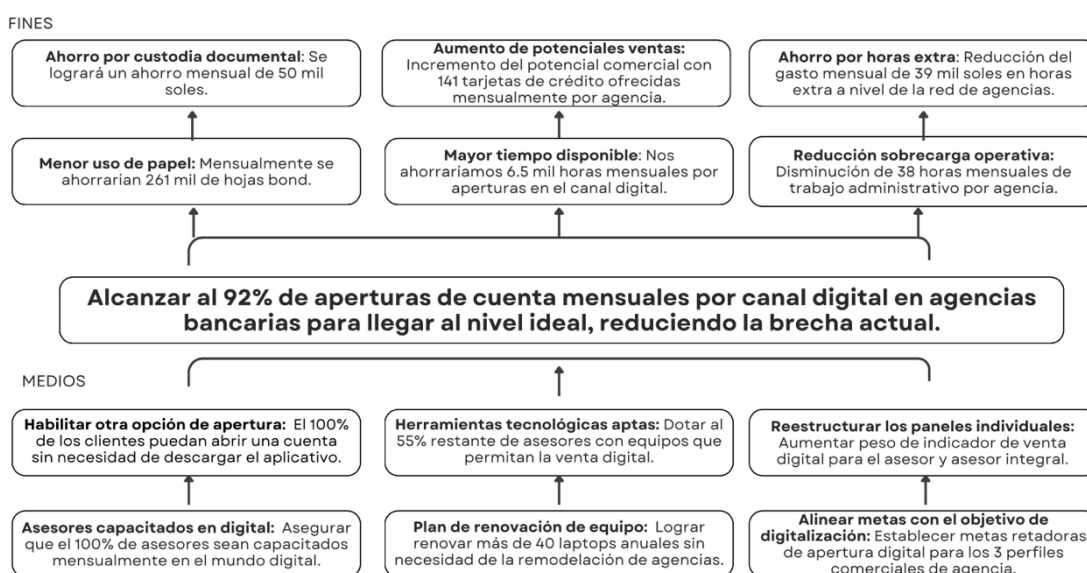 FINES
Ahorro por custodia documental: Se
logrará un ahorro mensual de 50 mil
soles.
Aumento de potenciales ventas:
Incremento del potencial comercial con
141 tarjetas de crédito ofrecidas
mensualmente por agencia.
Ahorro por horas extra: Reducción del
gasto mensual de 39 mil soles en horas
extra a nivel de la red de agencias.
Menor uso de papel: Mensualmente se
ahorrarian 261 mil de hojas bond.
Mayor tiempo disponible: Nos
ahorraríamos 6.5 mil horas mensuales por
aperturas en el canal digital.
Reducción sobrecarga operativa:
Disminución de 38 horas mensuales de
trabajo administrativo por agencia.
Alcanzar al 92% de aperturas de cuenta mensuales por canal digital en agencias
bancarias para llegar al nivel ideal, reduciendo la brecha actual.
MEDIOS
Habilitar otra opción de apertura: El 100%
de los clientes puedan abrir una cuenta
sin necesidad de descargar el aplicativo.
Herramientas tecnológicas aptas: Dotar al
55% restante de asesores con equipos que
permitan la venta digital.
Reestructurar los paneles individuales:
Aumentar peso de indicador de venta
digital para el asesor y asesor integral.
Asesores capacitados en digital: Asegurar
que el 100% de asesores sean capacitados
mensualmente en el mundo digital.
Plan de renovación de equipo: Lograr
renovar más de 40 laptops anuales sin
necesidad de la remodelación de agencias.
Alinear metas con el objetivo de
digitalización: Establecer metas retadoras
de apertura digital para los 3 perfiles
comerciales de agencia.